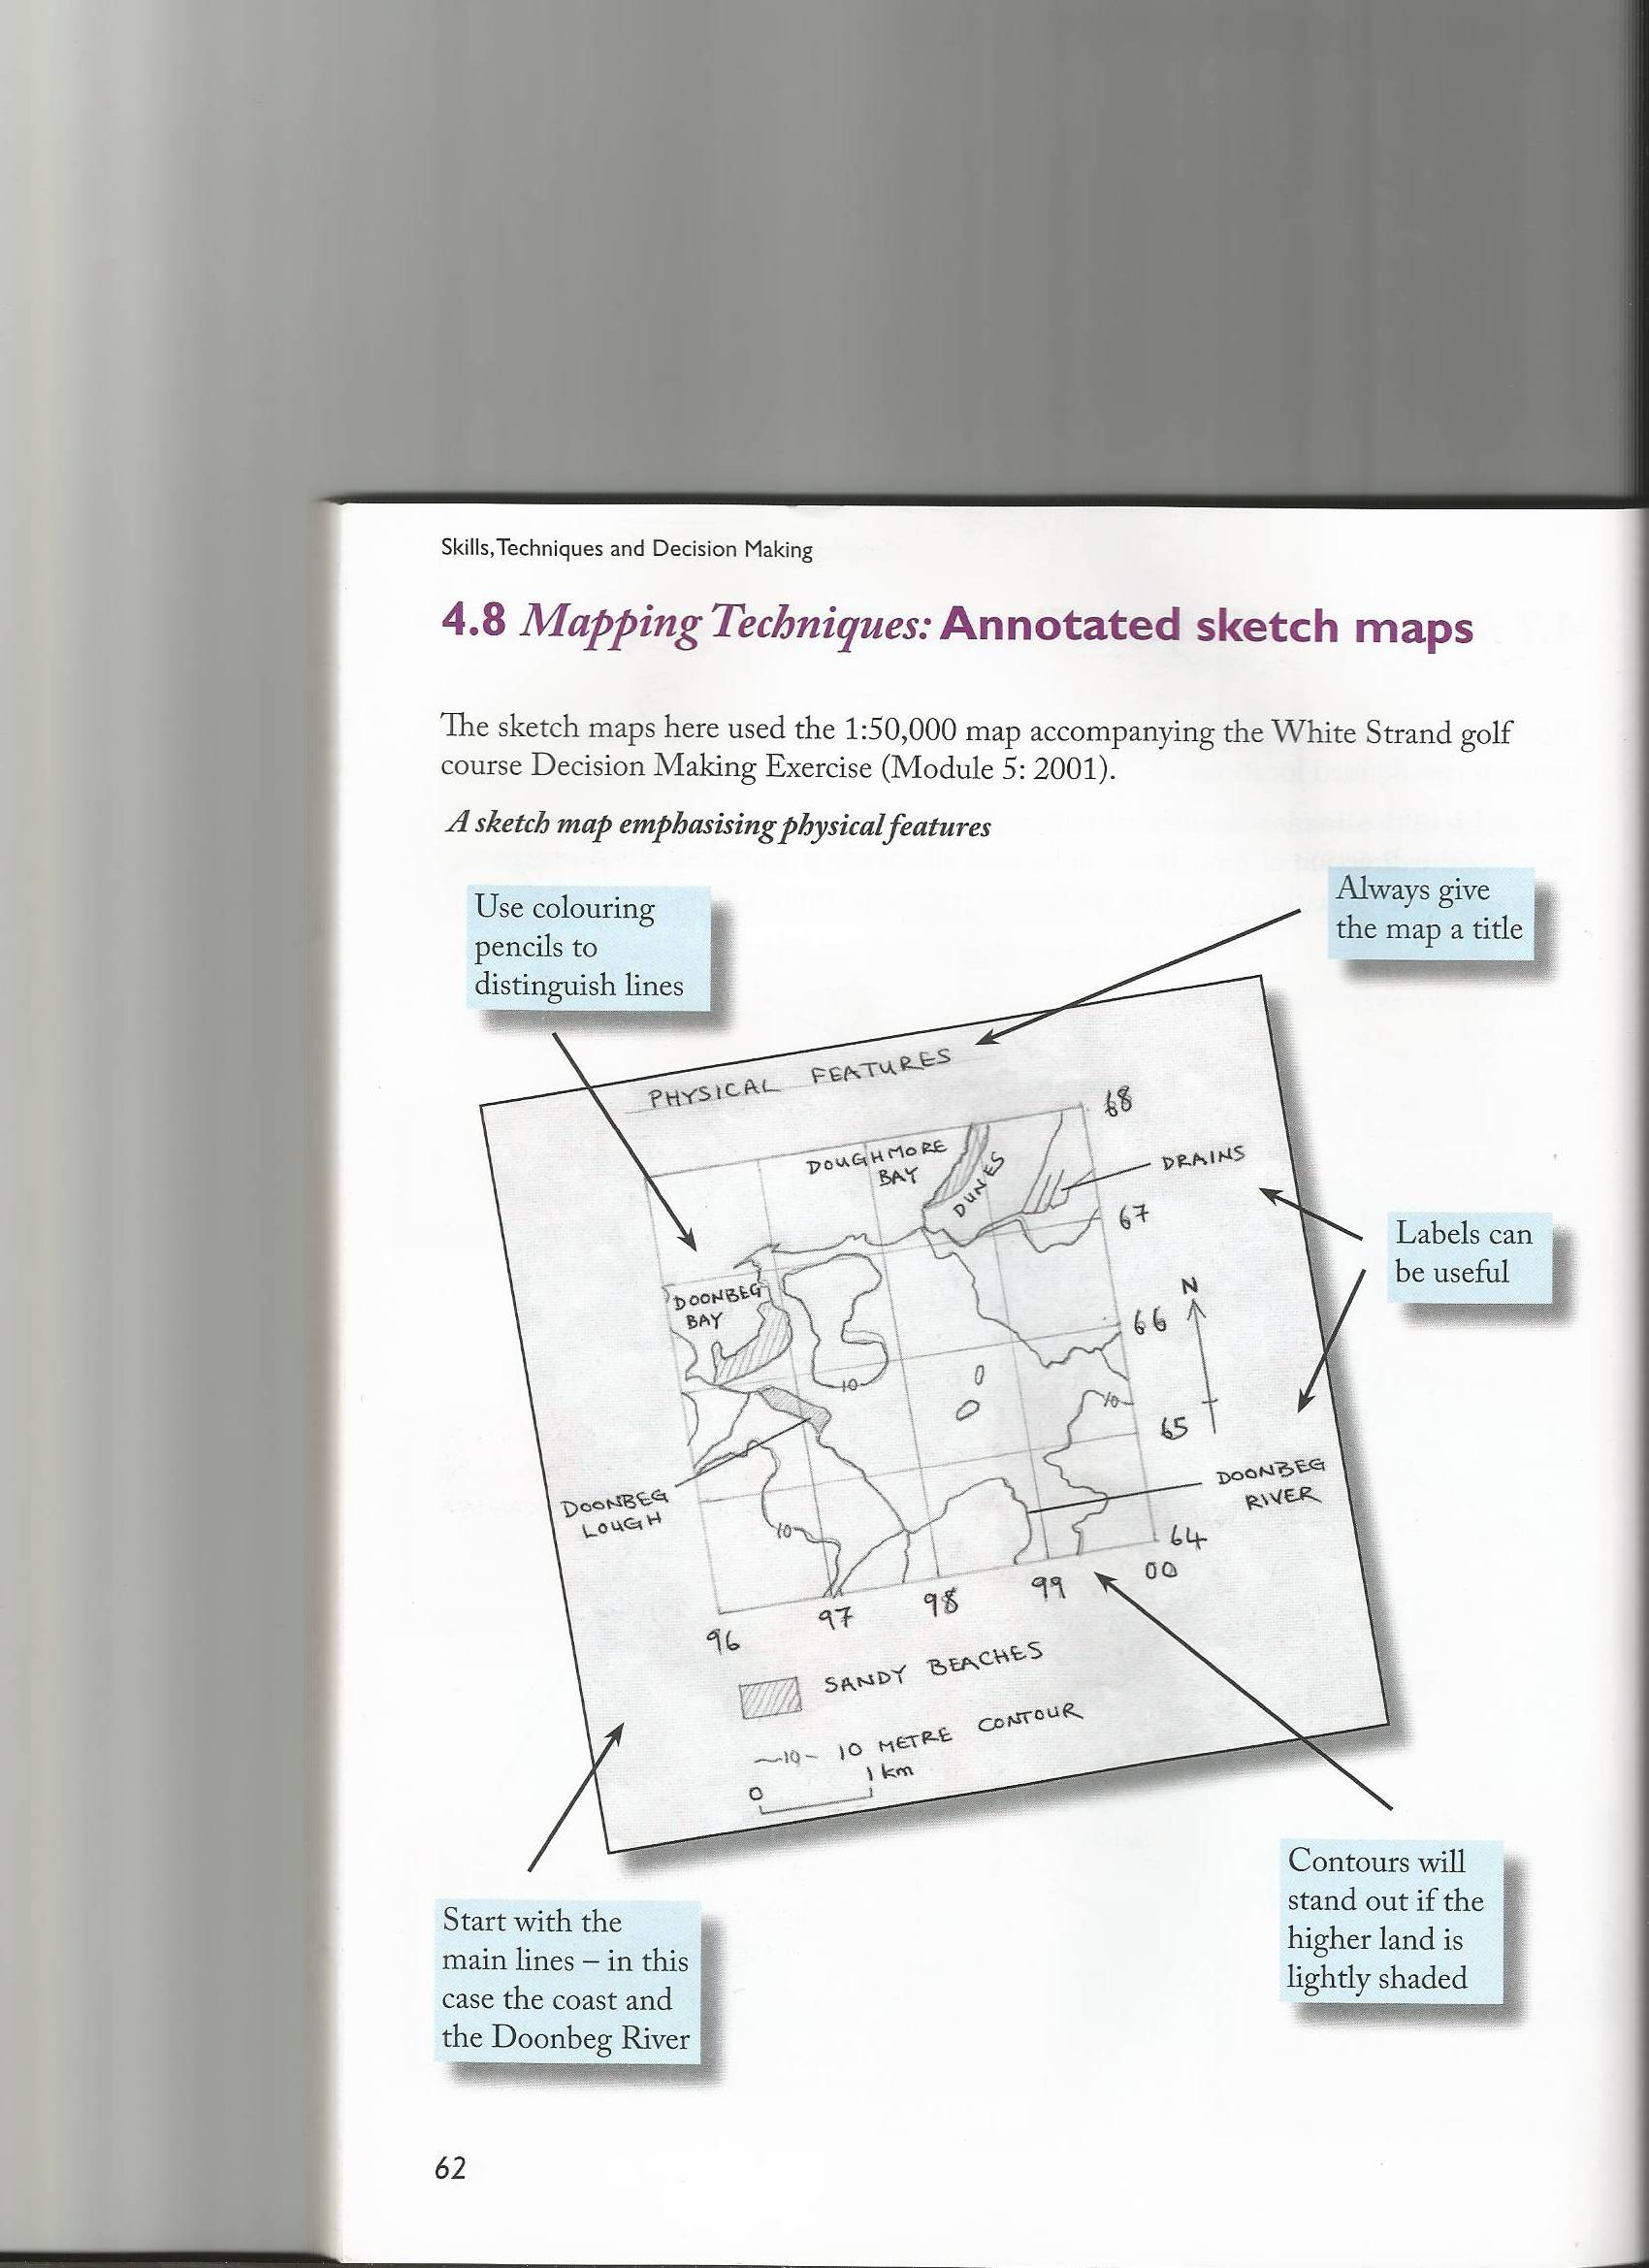 Skills, Techniques and Decision Making
4.8 Mapping Techniques: Annotated sketch maps
The sketch maps here used the 1:50,000 map accompanying the White Strand golf
course Decision Making Exercise (Module 5: 2001).
A sketch map emphasising physical features
Use colouring
pencils to
distinguish lines
Always give
the map a title
PHYSICAL FEATURES
68
DOUGHMORE
BAY
DUNES
DRAINS
67
Labels can
be useful
DOONBEG
BAY
N
66
10
10
65
DOONBEG
RIVER
DOONBEG
LOUGH
10
64
96
97
98
99
00
SANDY BEACHES
10
10 METRE CONTOUR
0
1 km
Start with the
main lines – in this
case the coast and
the Doonbeg River
Contours will
stand out if the
higher land is
lightly shaded
62